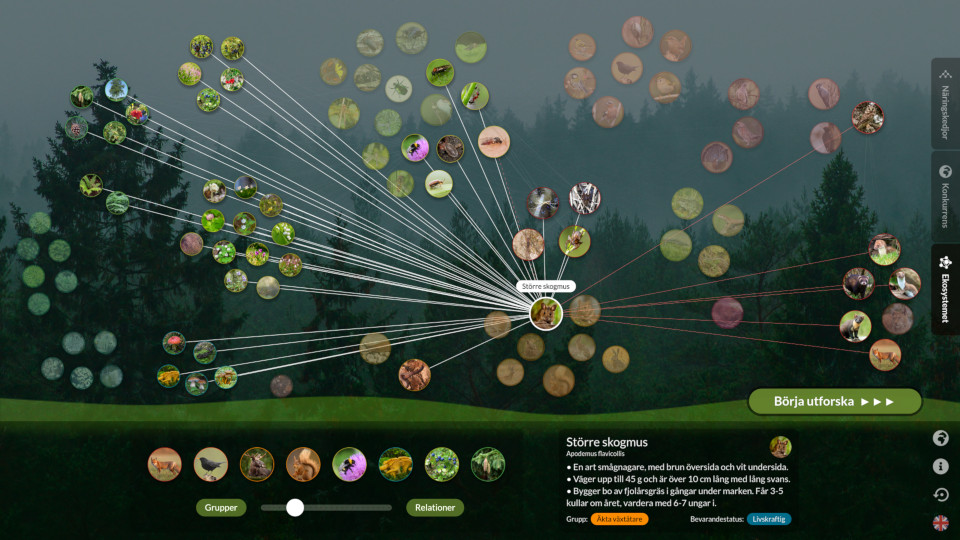 Näringskedjor
Konkurrens
Ekosystemet
Större skogmus
Börja utforska ►►►
Större skogmus
Apodemus flavicollis
• En art smågnagare, med brun översida och vit undersida.
• Väger upp till 45 g och är över 10 cm lång med lång svans.
• Bygger bo av fjolårsgräs i gångar under marken. Får 3-5
kullar om året, vardera med 6-7 ungar i.
Grupp: Äkta växtätare Bevarandestatus: Livskraftig
Grupper Relationer